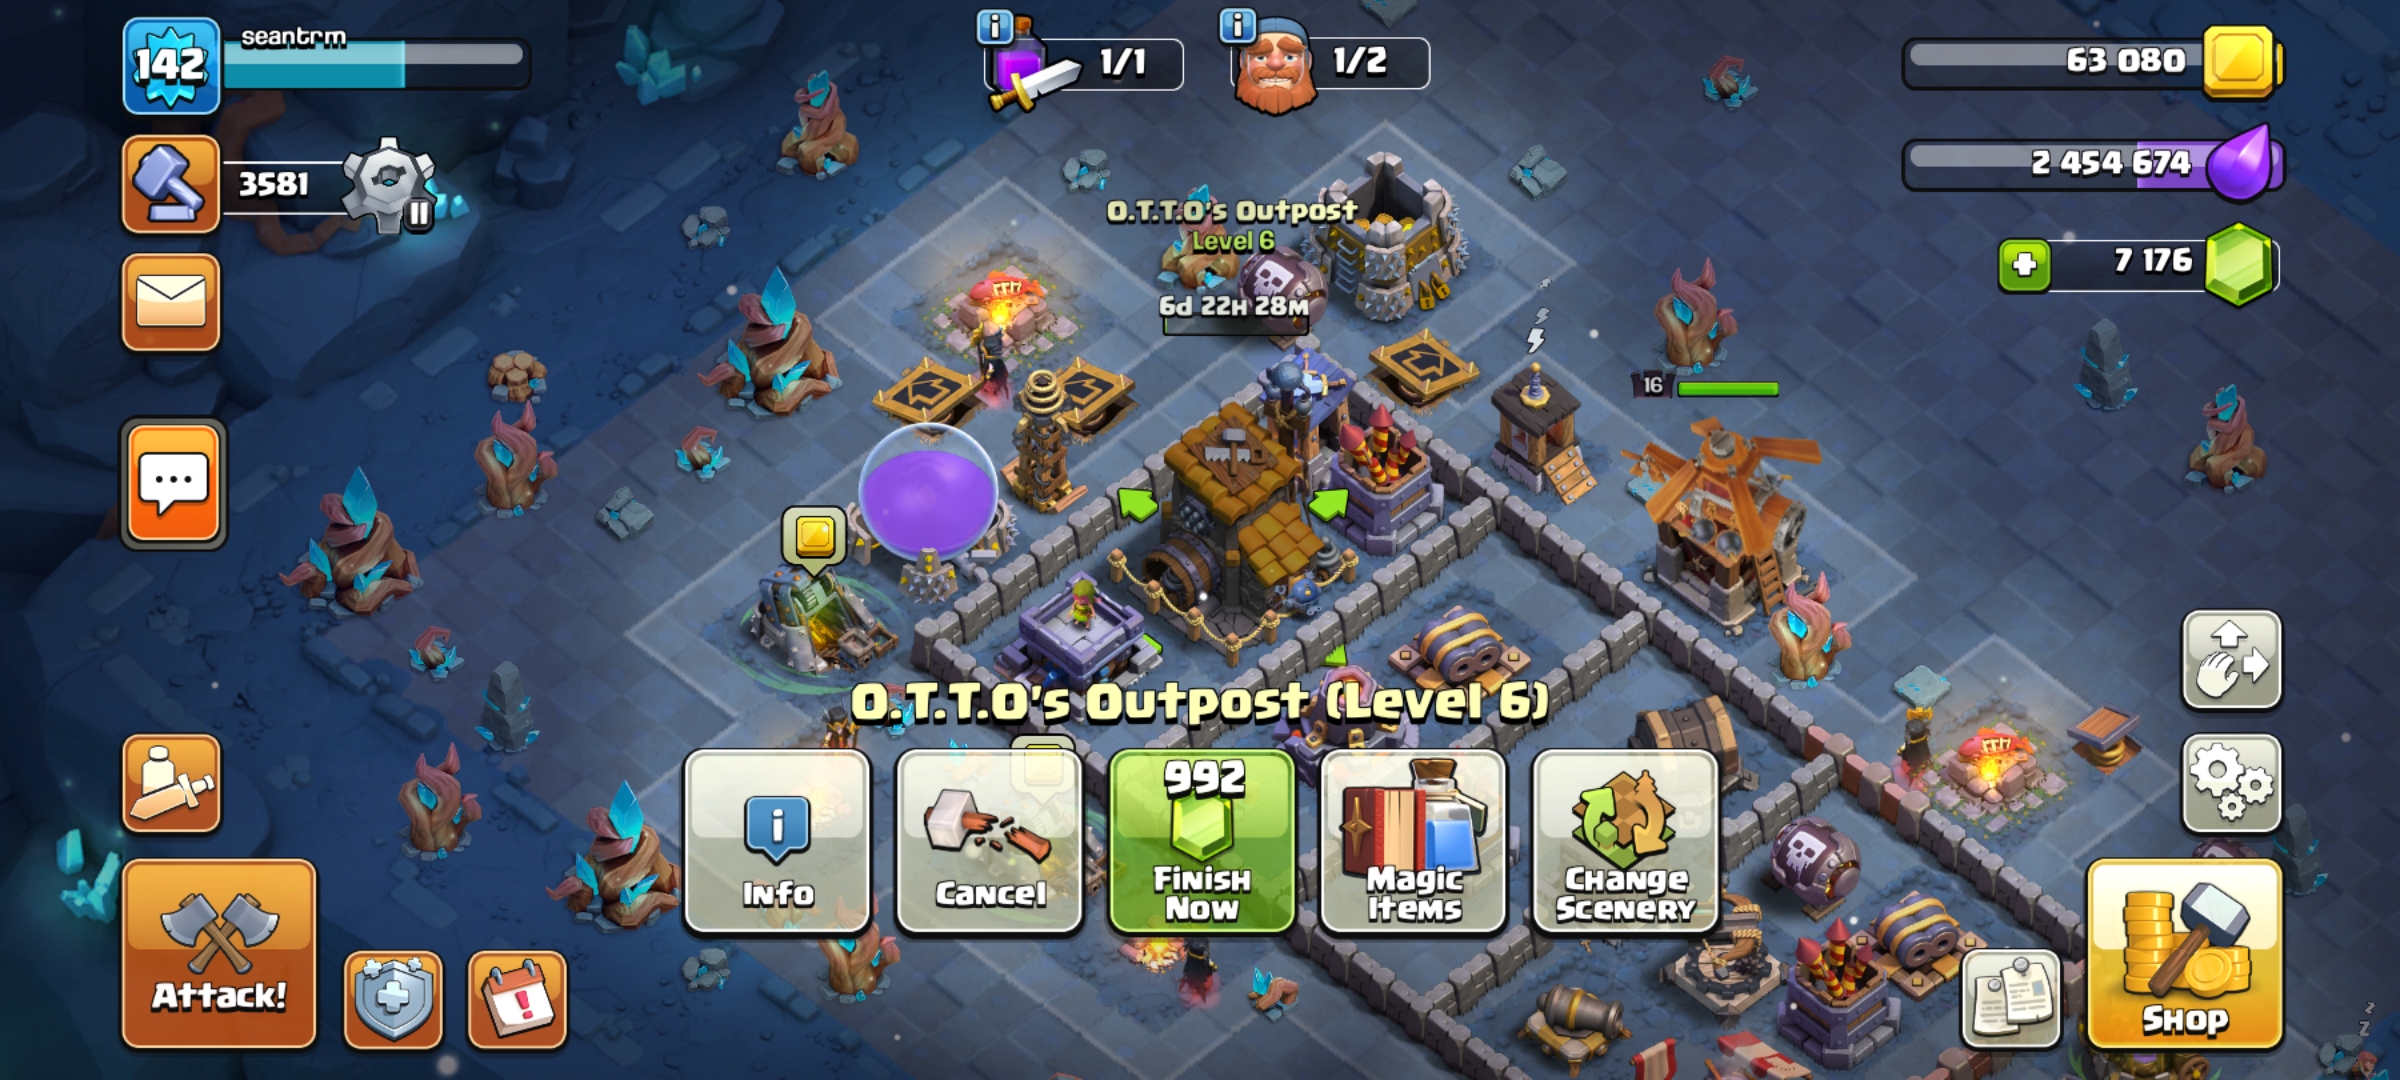 142
seantrm
1/1
1/2
63 080
3581
2 454 674
O.T.T.O's Outpost
Level 6
7 176
6d 22H 28M
16
O.T.T.O's Outpost (Level 6)
Info
Cancel
992
Finish
Now
Magic
Items
Change
Scenery
Attack!
Shop